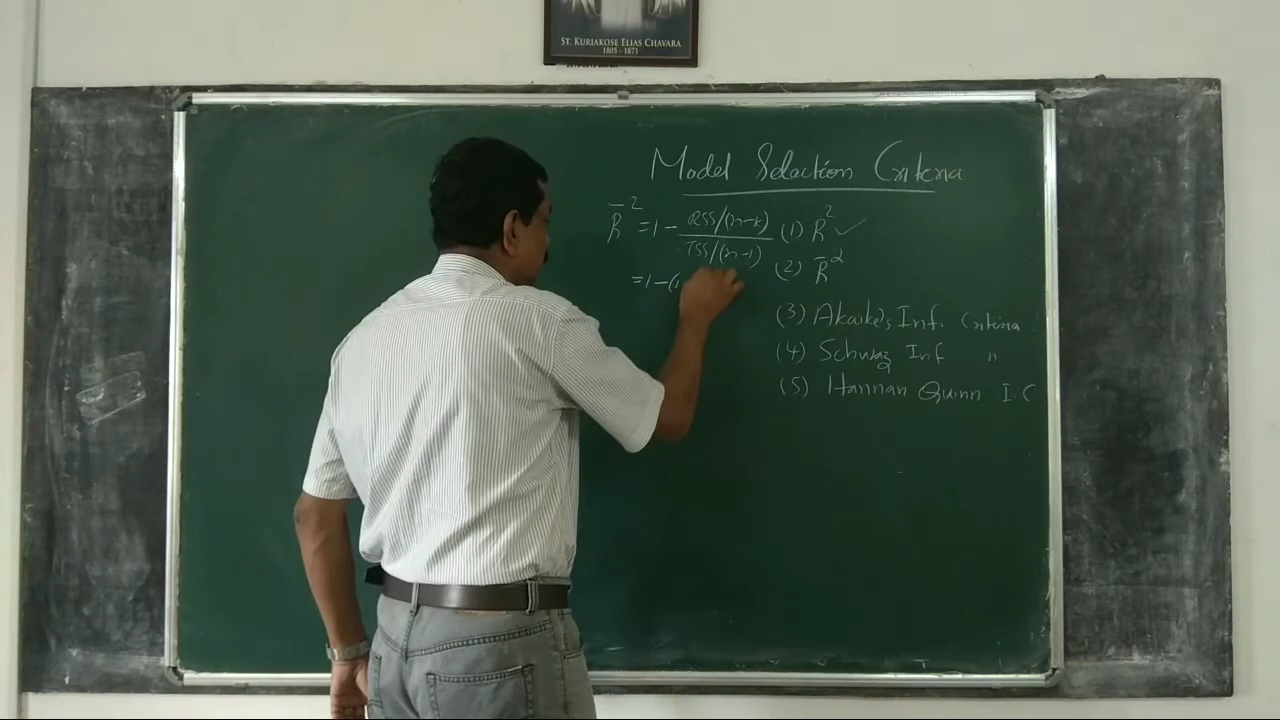 ST. KURIAKOSE ELIAS CHAVARA
1805 - 1871
Model Selection Criteria
R̄² = 1 - RSS/(n-k)
TSS/(n-1)
= 1 - (1
(1) R² ✓
(2) R̄²
(3) Akaike's Inf. Criteria
(4) Schwaz Inf "
(5) Hannan Quinn I.C